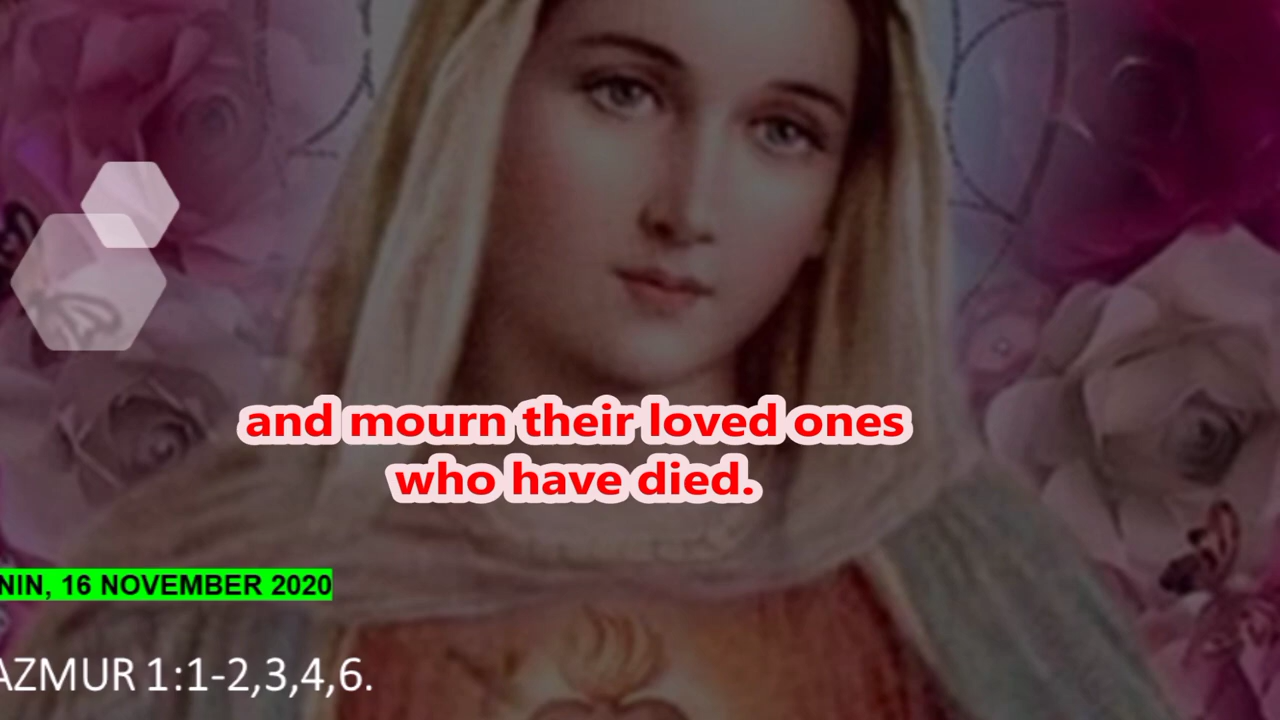 and mourn their loved ones
who have died.
NIN, 16 NOVEMBER 2020
AZMUR 1:1-2,3,4,6.